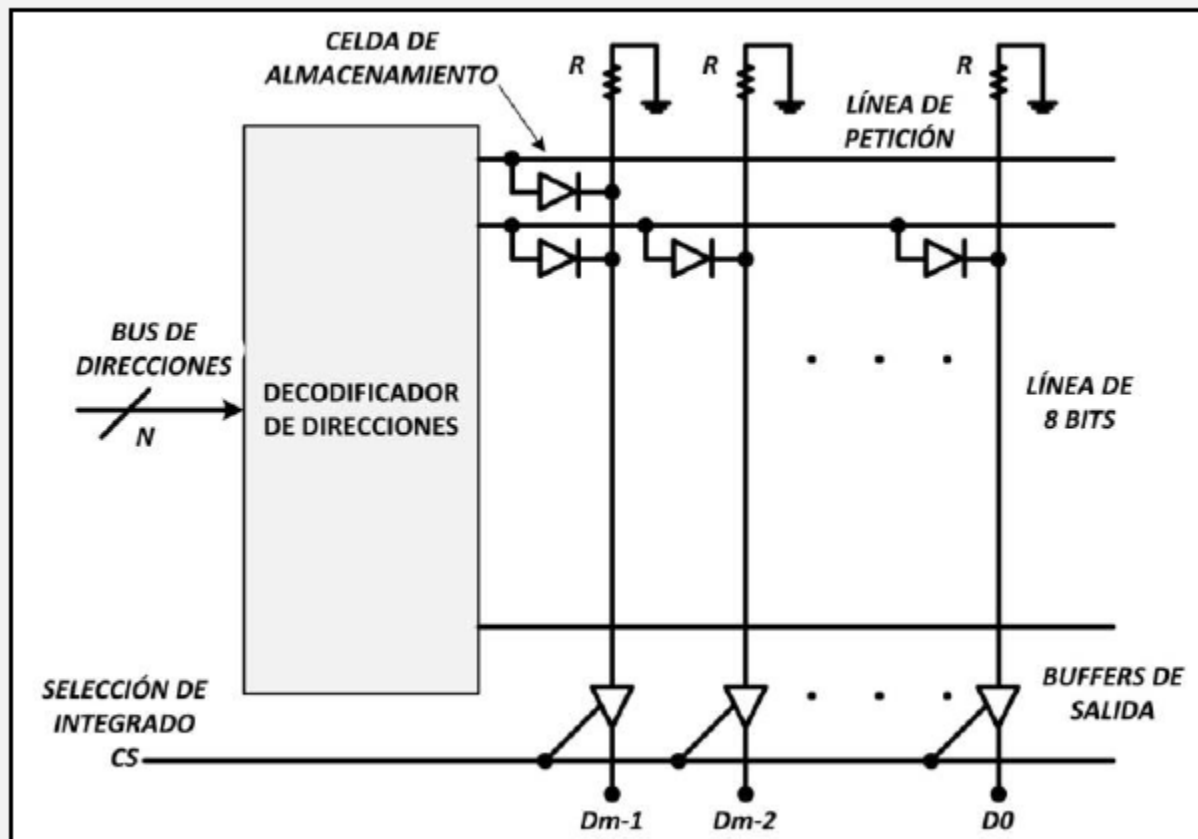 CELDA DE
ALMACENAMIENTO
R
R
R
LÍNEA DE
PETICIÓN
BUS DE
DIRECCIONES
N
DECODIFICADOR
DE DIRECCIONES
LÍNEA DE
8 BITS
SELECCIÓN DE
INTEGRADO
CS
BUFFERS DE
SALIDA
Dm-1
Dm-2
D0